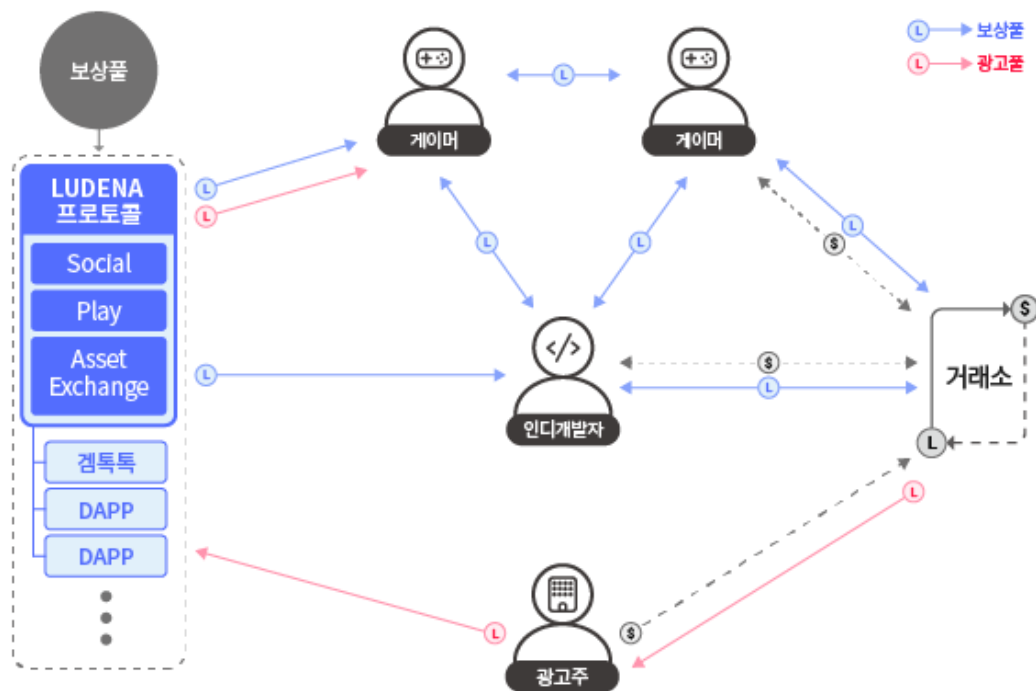 보상풀
LUDENA
프로토콜
Social
Play
Asset
Exchange
겜톡톡
DAPP
DAPP
L
L
L
게이머
L
게이머
L
L
L
$
인디개발자
$
L
거래소
$
L
L
L
$
광고주
L
보상풀
L
광고풀